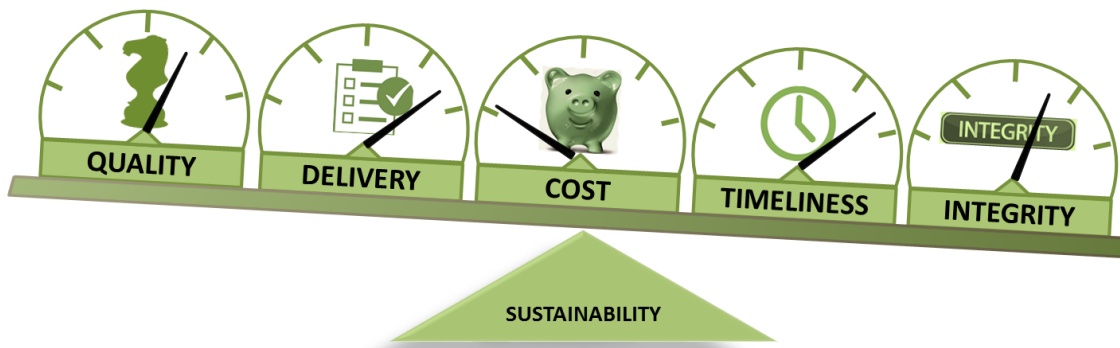 INTEGRITY
QUALITY
DELIVERY
COST
TIMELINESS
INTEGRITY
SUSTAINABILITY